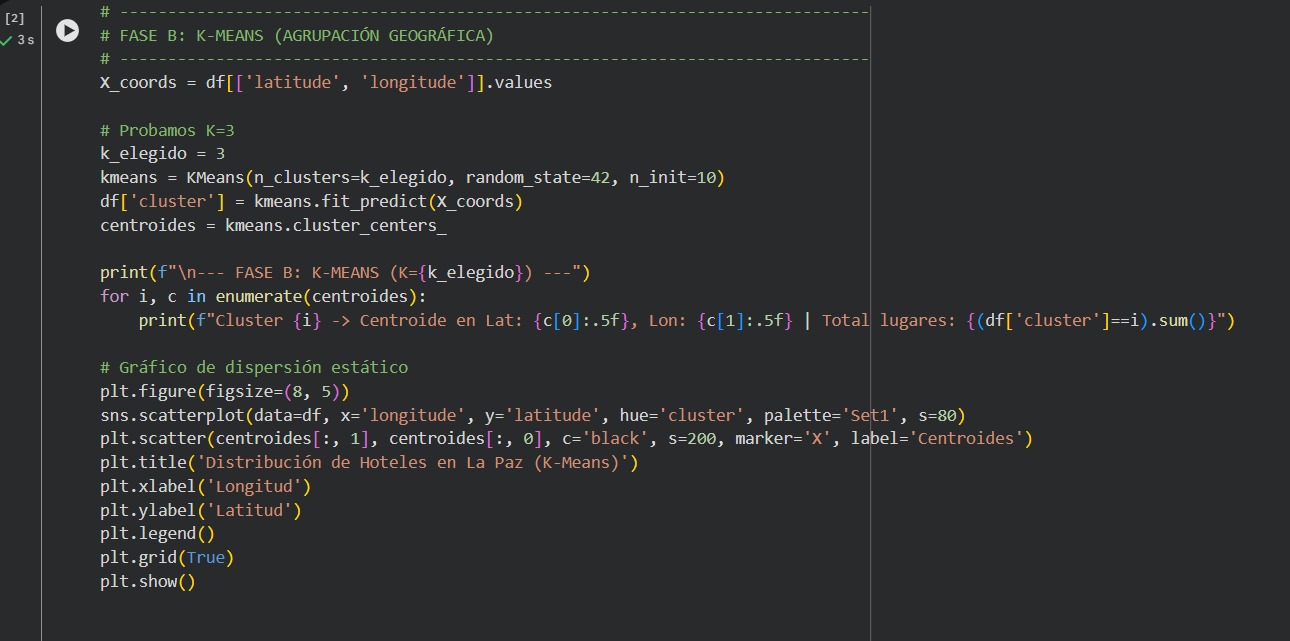 [2]
3 s
# ------------------------------------------------------------------------------
# FASE B: K-MEANS (AGRUPACIÓN GEOGRÁFICA)
# ------------------------------------------------------------------------------
X_coords = df[['latitude', 'longitude']].values

# Probamos K=3
k_elegido = 3
kmeans = KMeans(n_clusters=k_elegido, random_state=42, n_init=10)
df['cluster'] = kmeans.fit_predict(X_coords)
centroides = kmeans.cluster_centers_

print(f"\n--- FASE B: K-MEANS (K={k_elegido}) ---")
for i, c in enumerate(centroides):
    print(f"Cluster {i} -> Centroide en Lat: {c[0]:.5f}, Lon: {c[1]:.5f} | Total lugares: {(df['cluster']==i).sum()}")

# Gráfico de dispersión estático
plt.figure(figsize=(8, 5))
sns.scatterplot(data=df, x='longitude', y='latitude', hue='cluster', palette='Set1', s=80)
plt.scatter(centroides[:, 1], centroides[:, 0], c='black', s=200, marker='X', label='Centroides')
plt.title('Distribución de Hoteles en La Paz (K-Means)')
plt.xlabel('Longitud')
plt.ylabel('Latitud')
plt.legend()
plt.grid(True)
plt.show()